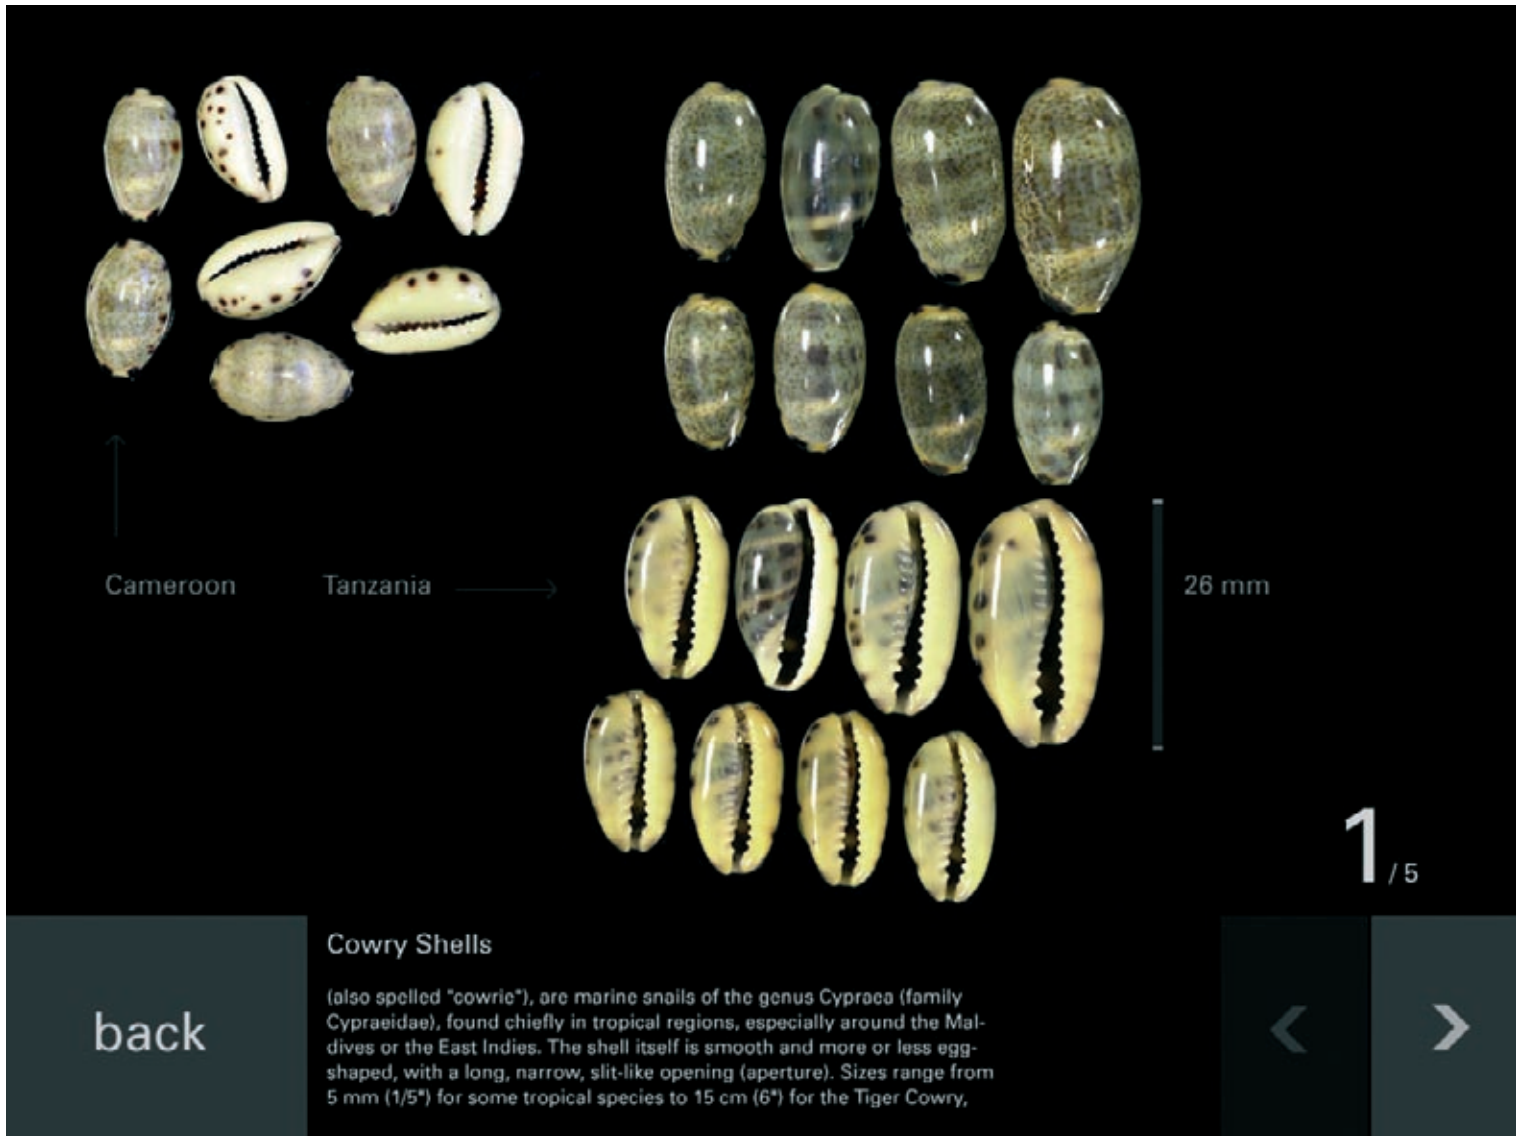 Cameroon
Tanzania
26 mm
1 / 5
back
Cowry Shells
(also spelled "cowrie"), are marine snails of the genus Cypraea (family
Cypraeidae), found chiefly in tropical regions, especially around the Mal-
dives or the East Indies. The shell itself is smooth and more or less egg-
shaped, with a long, narrow, slit-like opening (aperture). Sizes range from
5 mm (1/5") for some tropical species to 15 cm (6") for the Tiger Cowry,